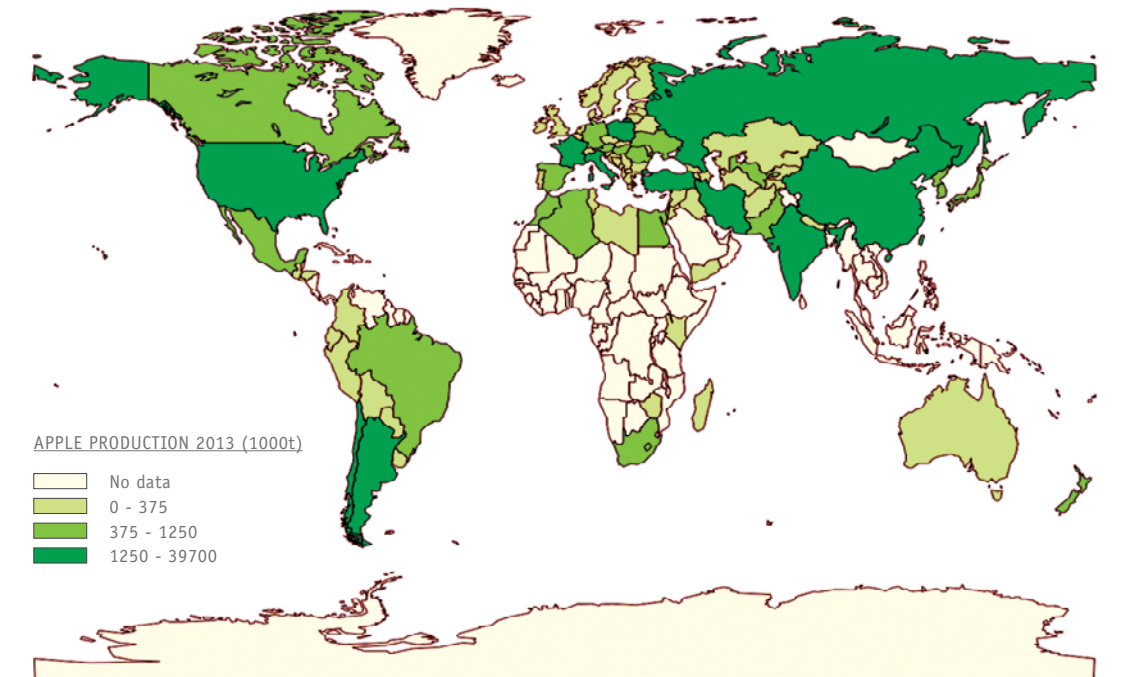 APPLE PRODUCTION 2013 (1000t)
No data
0 - 375
375 - 1250
1250 - 39700